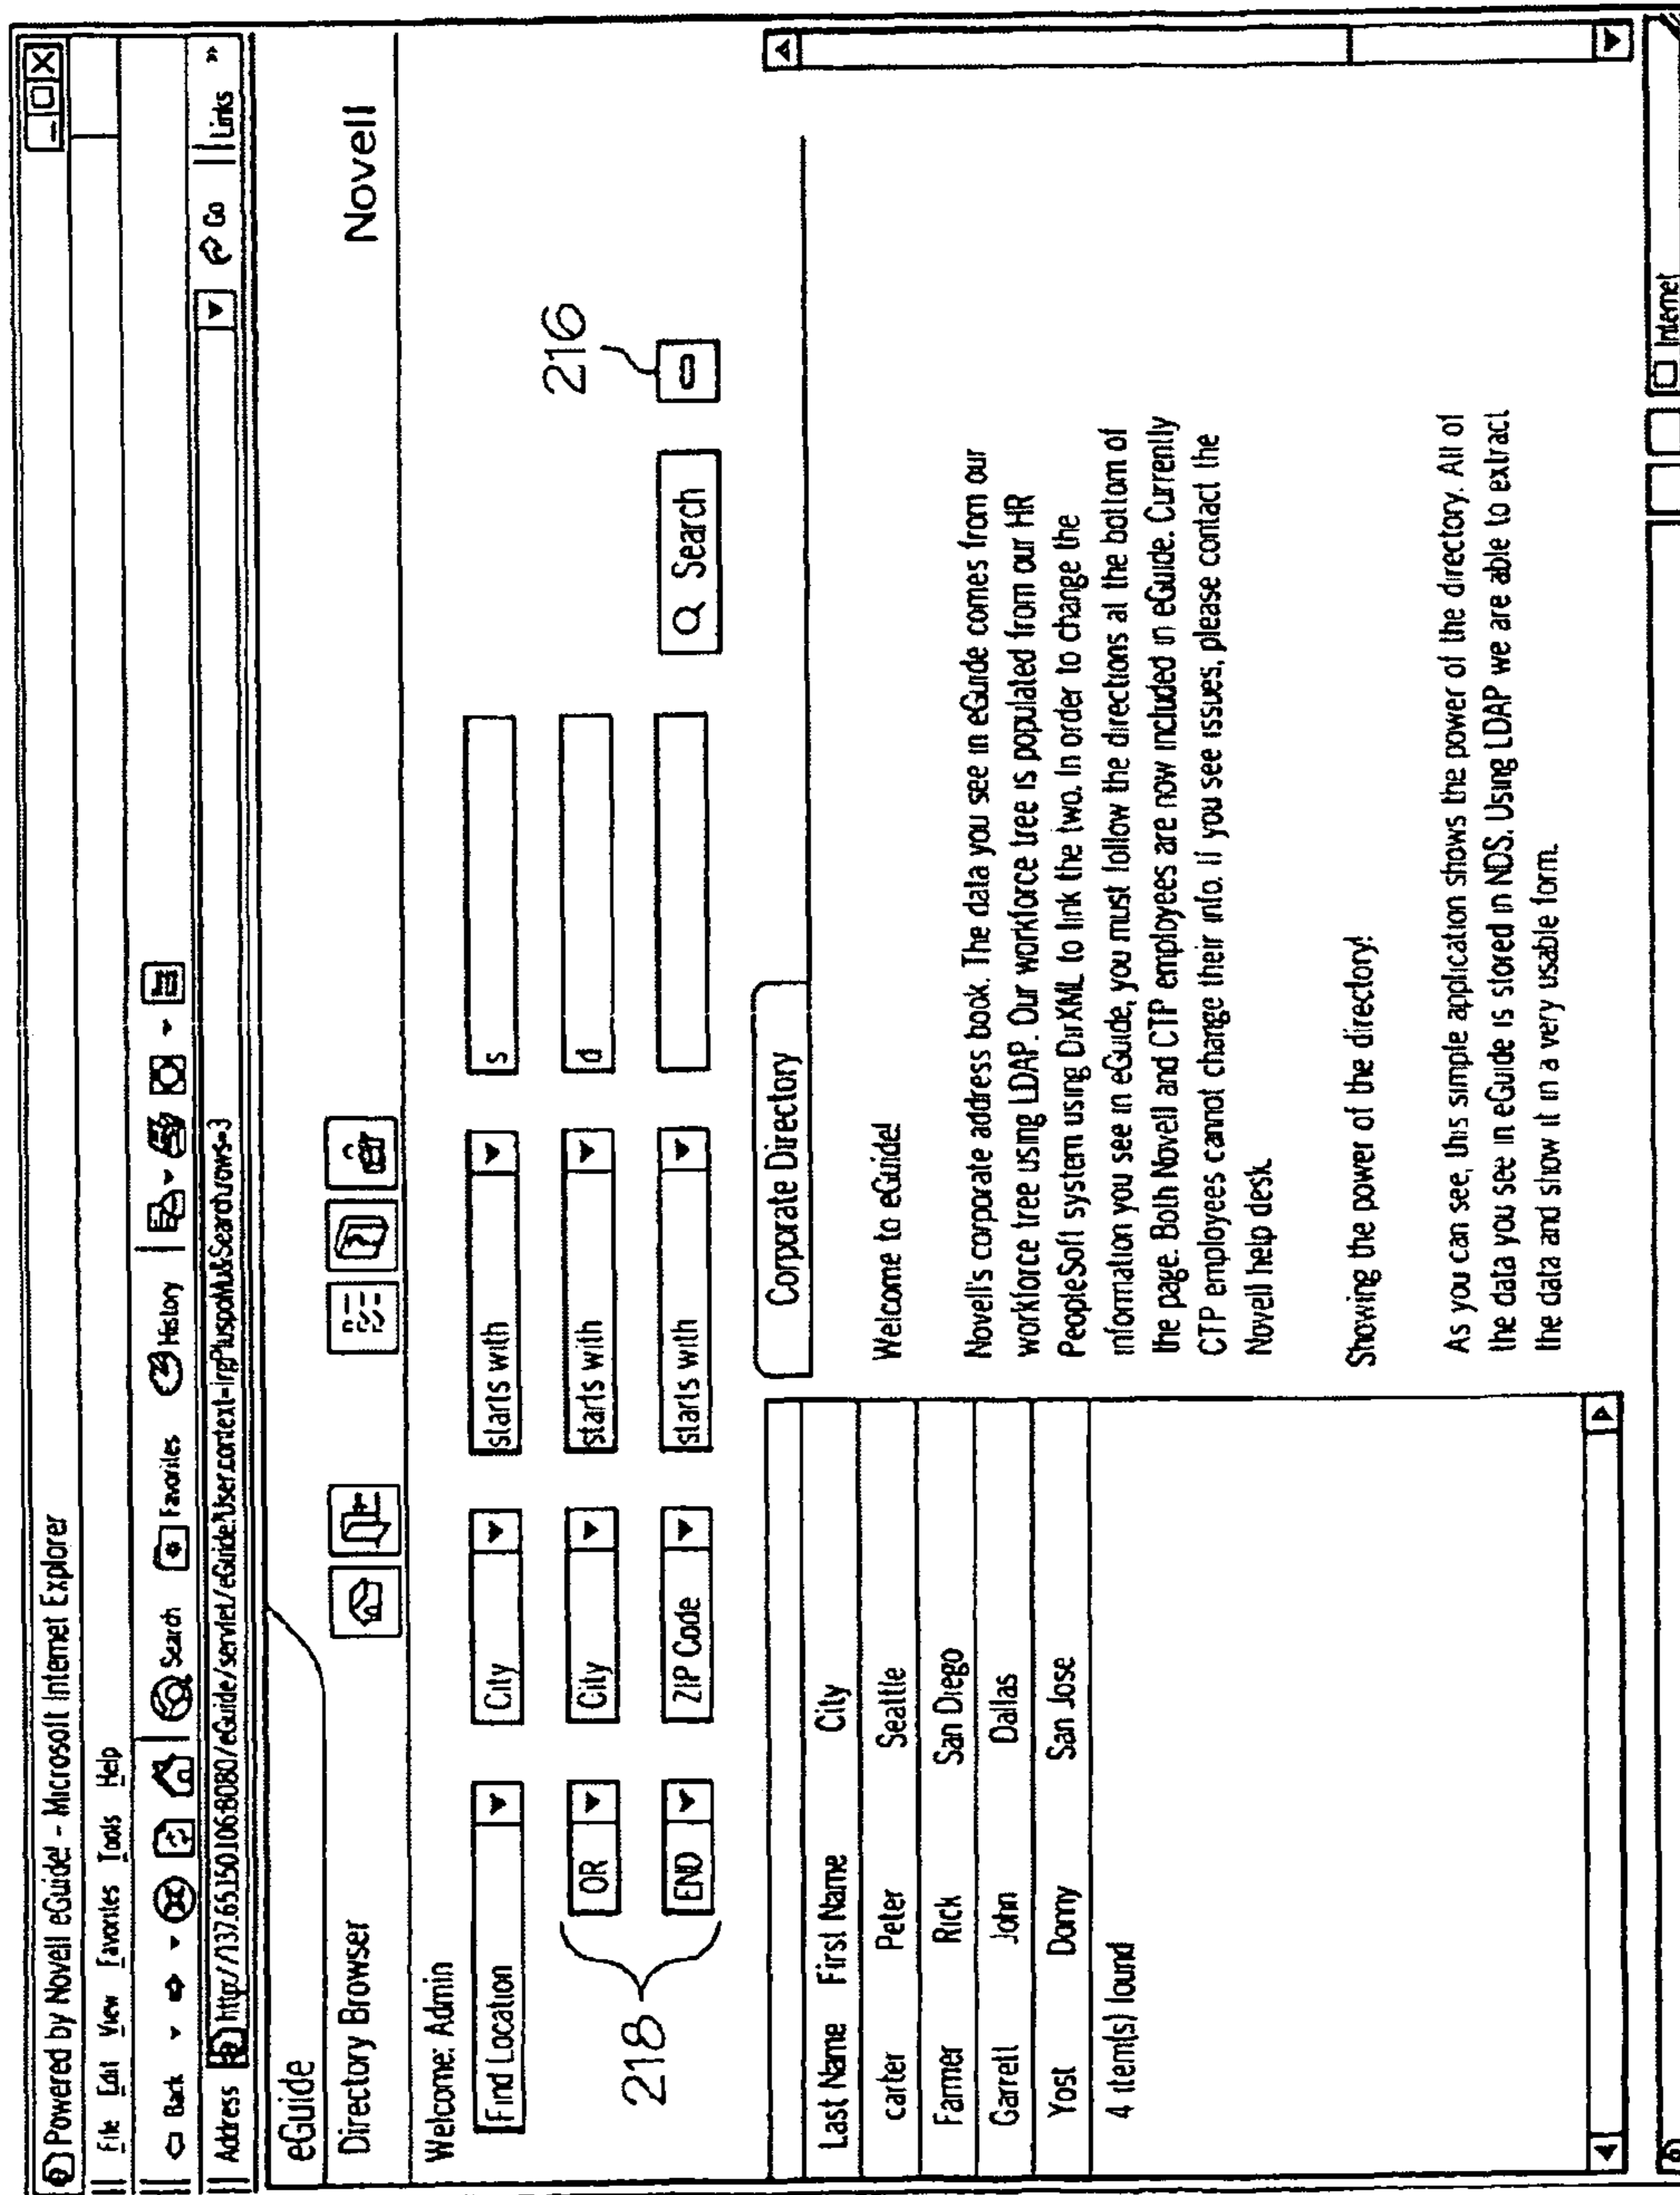 Powered by Novell eGuide! - Microsoft Internet Explorer
File Edit View Favorites Tools Help
Back Search Favorites History
Address Go Links »
eGuide
Directory Browser Novell
Welcome: Admin
Find Location City starts with s
OR City starts with d
END ZIP Code starts with Search
216
218
Last Name First Name City
carter Peter Seattle
Farmer Rick San Diego
Garrett John Dallas
Yost San Jose
4 item(s) found
Corporate Directory
Welcome to eGuide!
Novell's corporate address book. The data you see in eGuide comes from our
workforce tree using LDAP. Our workforce tree is populated from our HR
PeopleSoft system using DirXML to link the two. In order to change the
information you see in eGuide, you must follow the directions at the bottom of
the page. Both Novell and CTP employees are now included in eGuide. Currently
CTP employees cannot change their info. If you see issues, please contact the
Novell help desk.
Showing the power of the directory!
As you can see, this simple application shows the power of the directory. All of
the data you see in eGuide is stored in NDS. Using LDAP we are able to extract
the data and show it in a very usable form.
Internet